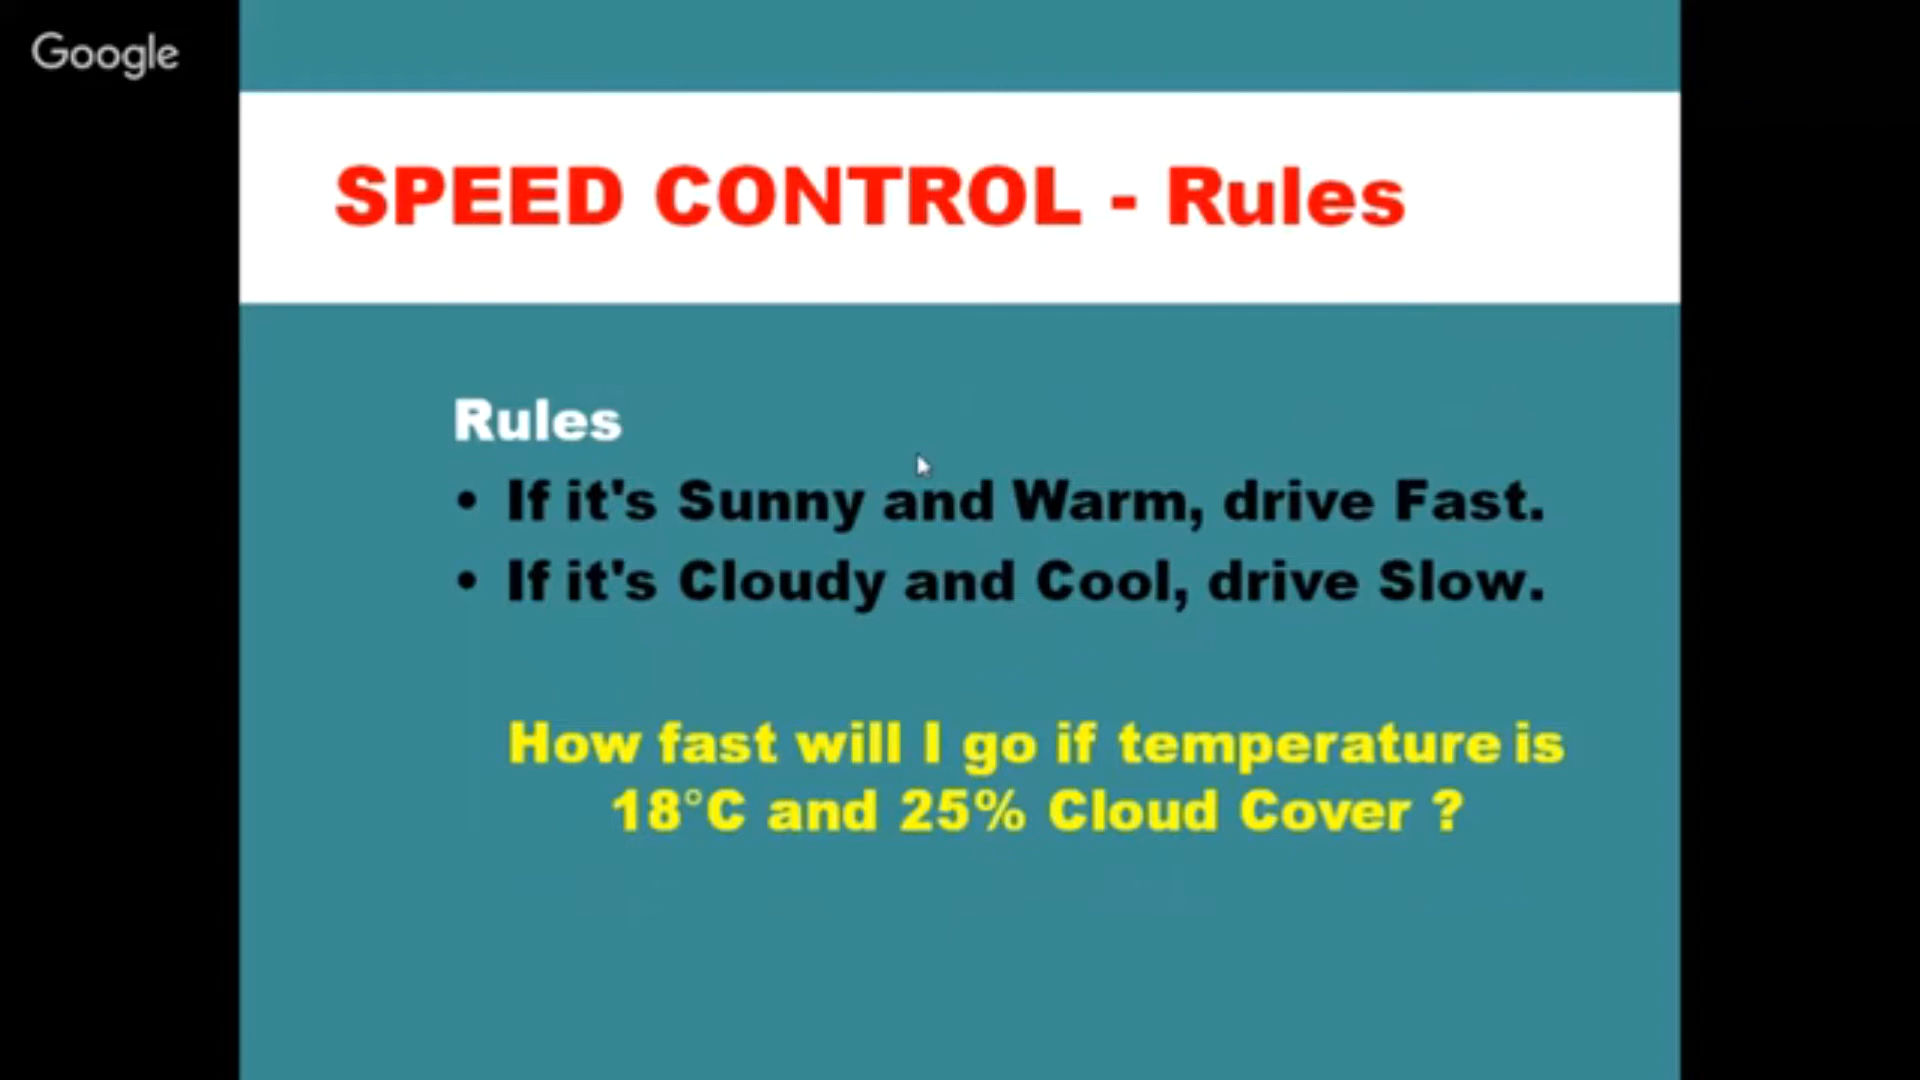 Google
SPEED CONTROL - Rules
Rules
• If it's Sunny and Warm, drive Fast.
• If it's Cloudy and Cool, drive Slow.
How fast will I go if temperature is
18°C and 25% Cloud Cover ?